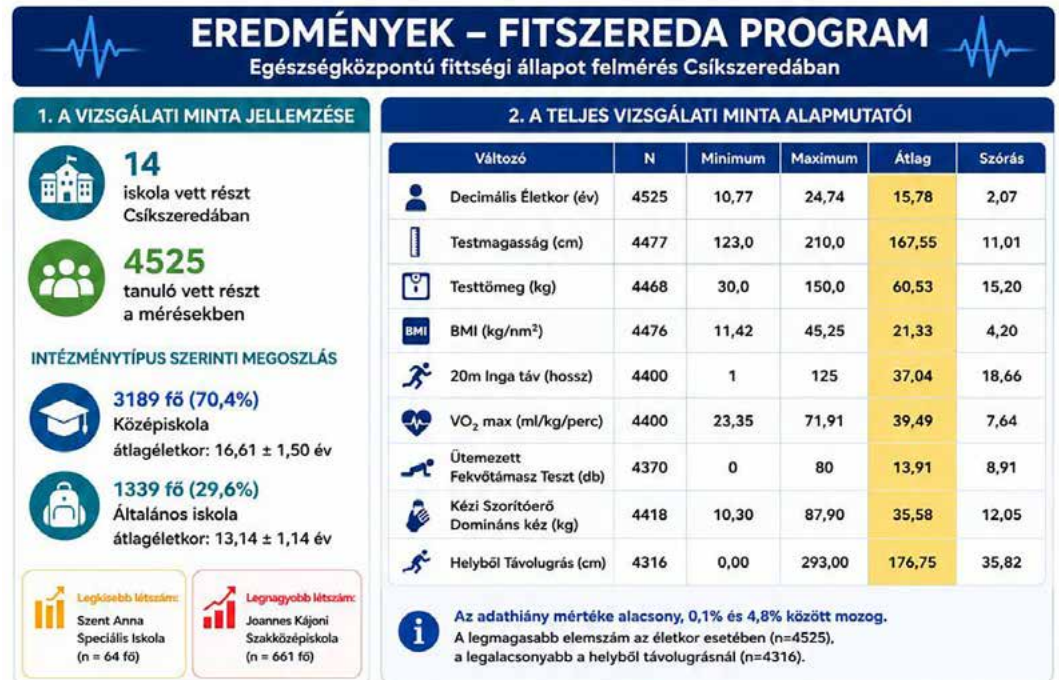 EREDMÉNYEK – FITSZEREDA PROGRAM
Egészségközpontú fittségi állapot felmérés Csíkszeredában
1. A VIZSGÁLATI MINTA JELLEMZÉSE
14
iskola vett részt
Csíkszeredában
4525
tanuló vett részt
a mérésekben
INTÉZMÉNYTÍPUS SZERINTI MEGOSZLÁS
3189 fő (70,4%)
Középiskola
átlagéletkor: 16,61 ± 1,50 év
1339 fő (29,6%)
Általános iskola
átlagéletkor: 13,14 ± 1,14 év
Legkisebb létszám:
Szent Anna
Speciális Iskola
(n = 64 fő)
Legnagyobb létszám:
Joannes Kájoni
Szakközépiskola
(n = 661 fő)
2. A TELJES VIZSGÁLATI MINTA ALAPMUTATÓI
Változó N Minimum Maximum Átlag Szórás
Decimális Életkor (év) 4525 10,77 24,74 15,78 2,07
Testmagasság (cm) 4477 123,0 210,0 167,55 11,01
Testtömeg (kg) 4468 30,0 150,0 60,53 15,20
BMI BMI (kg/nm²) 4476 11,42 45,25 21,33 4,20
20m Inga táv (hossz) 4400 1 125 37,04 18,66
VO₂ max (ml/kg/perc) 4400 23,35 71,91 39,49 7,64
Ütemezett
Fekvőtámasz Teszt (db) 4370 0 80 13,91 8,91
Kézi Szorítóerő
Domináns kéz (kg) 4418 10,30 87,90 35,58 12,05
Helyből Távolugrás (cm) 4316 0,00 293,00 176,75 35,82
Az adathiány mértéke alacsony, 0,1% és 4,8% között mozog.
A legmagasabb elemszám az életkor esetében (n=4525),
a legalacsonyabb a helyből távolugrásnál (n=4316).